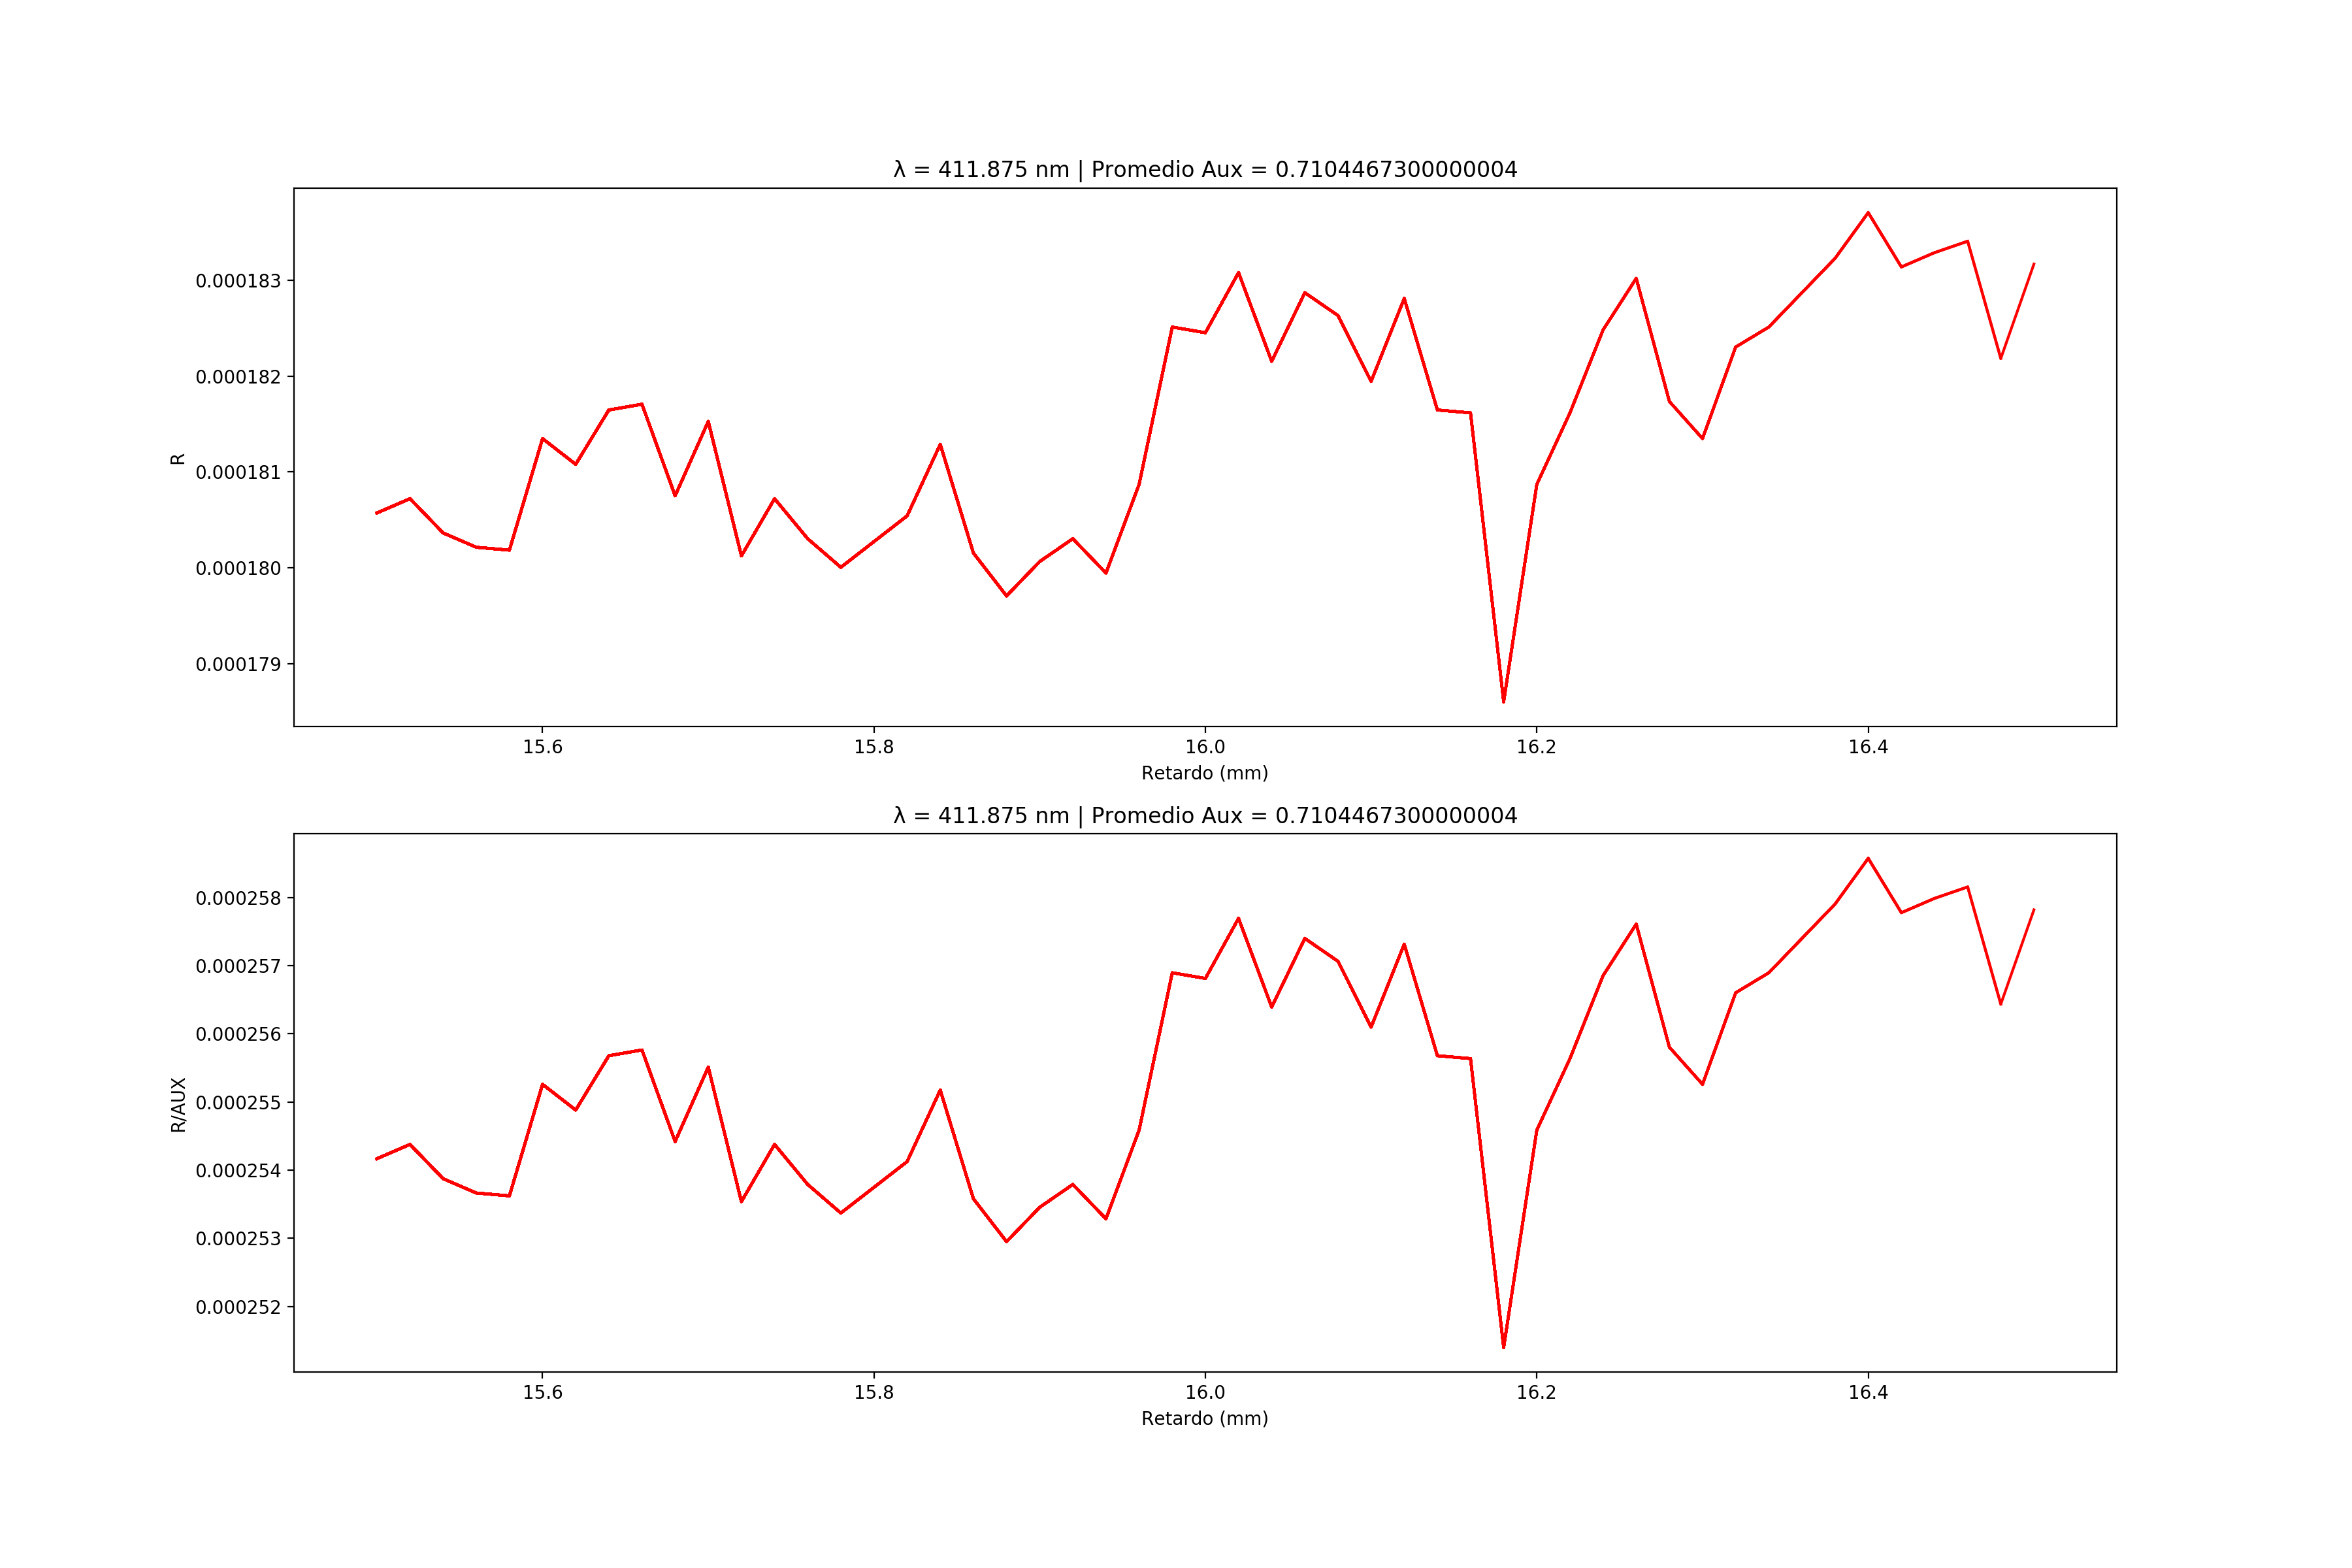 λ = 411.875 nm | Promedio Aux = 0.7104467300000004
0.000183
0.000182
0.000181
0.000180
0.000179
R
15.6 15.8 16.0 16.2 16.4
Retardo (mm)
λ = 411.875 nm | Promedio Aux = 0.7104467300000004
0.000258
0.000257
0.000256
0.000255
0.000254
0.000253
0.000252
R/AUX
15.6 15.8 16.0 16.2 16.4
Retardo (mm)